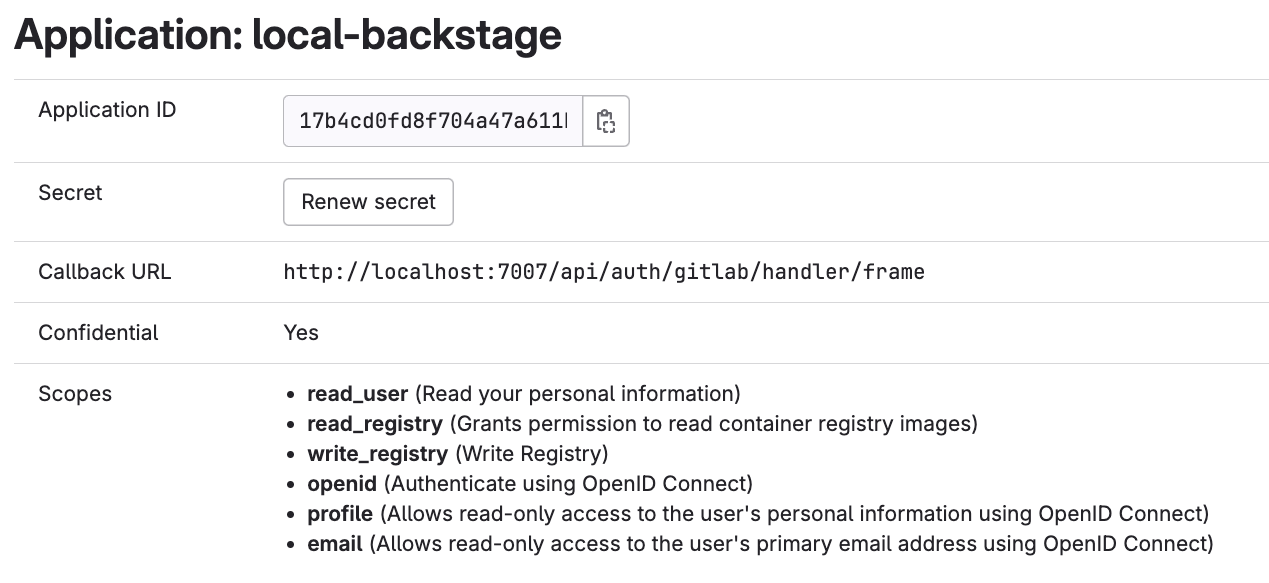 Application: local-backstage
Application ID
17b4cd0fd8f704a47a611
Secret
Renew secret
Callback URL
http://localhost:7007/api/auth/gitlab/handler/frame
Confidential
Yes
Scopes
• read_user (Read your personal information)
• read_registry (Grants permission to read container registry images)
• write_registry (Write Registry)
• openid (Authenticate using OpenID Connect)
• profile (Allows read-only access to the user's personal information using OpenID Connect)
• email (Allows read-only access to the user's primary email address using OpenID Connect)